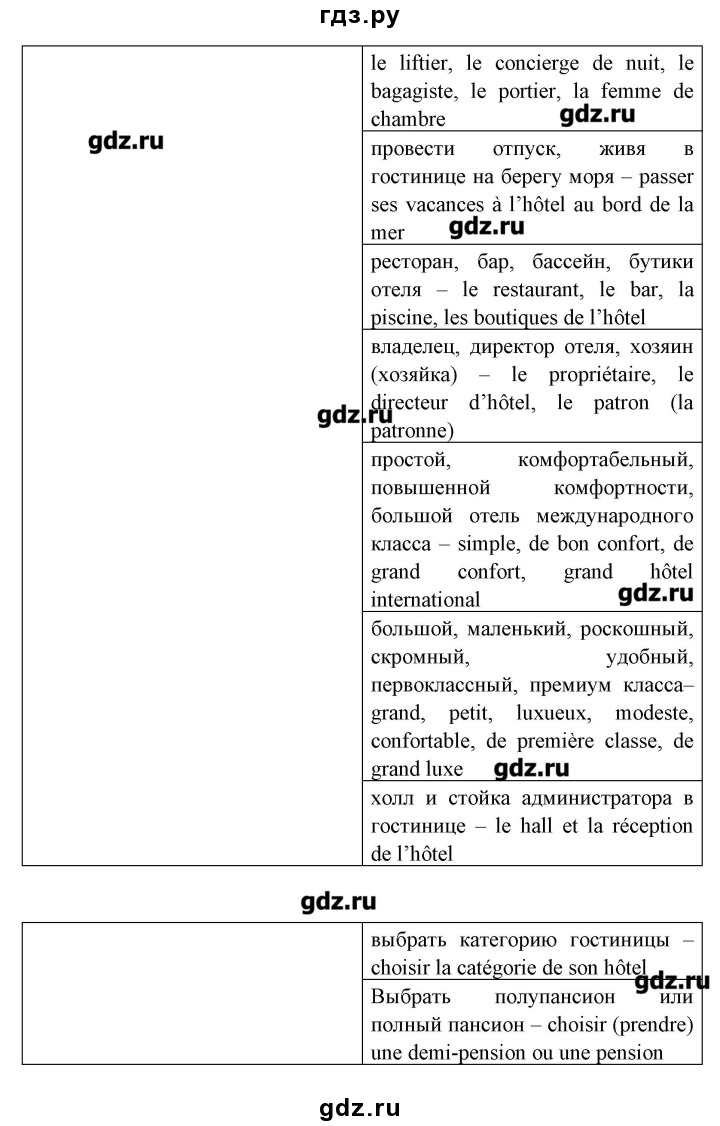 гдз.ру
le liftier, le concierge de nuit, le
bagagiste, le portier, la femme de
chambre
gdz.ru
gdz.ru
провести отпуск, живя в
гостинице на берегу моря – passer
ses vacances à l’hôtel au bord de la
mer
gdz.ru
ресторан, бар, бассейн, бутики
отеля – le restaurant, le bar, la
piscine, les boutiques de l’hôtel
владелец, директор отеля, хозяин
(хозяйка) – le propriétaire, le
directeur d’hôtel, le patron (la
patronne)
gdz.ru
простой, комфортабельный,
повышенной комфортности,
большой отель международного
класса – simple, de bon confort, de
grand confort, grand hôtel
international
gdz.ru
большой, маленький, роскошный,
скромный, удобный,
первоклассный, премиум класса–
grand, petit, luxueux, modeste,
confortable, de première classe, de
grand luxe
gdz.ru
холл и стойка администратора в
гостинице – le hall et la réception
de l’hôtel
gdz.ru
выбрать категорию гостиницы –
choisir la catégorie de son hôtel
gdz.ru
Выбрать полупансион или
полный пансион – choisir (prendre)
une demi-pension ou une pension
gdz.ru